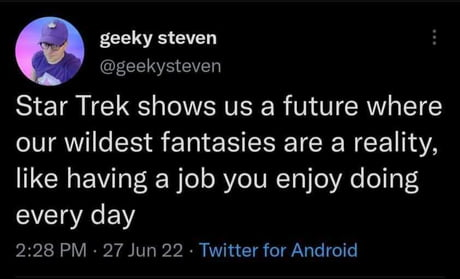 geeky steven
@geekysteven
Star Trek shows us a future where
our wildest fantasies are a reality,
like having a job you enjoy doing
every day
2:28 PM · 27 Jun 22 · Twitter for Android